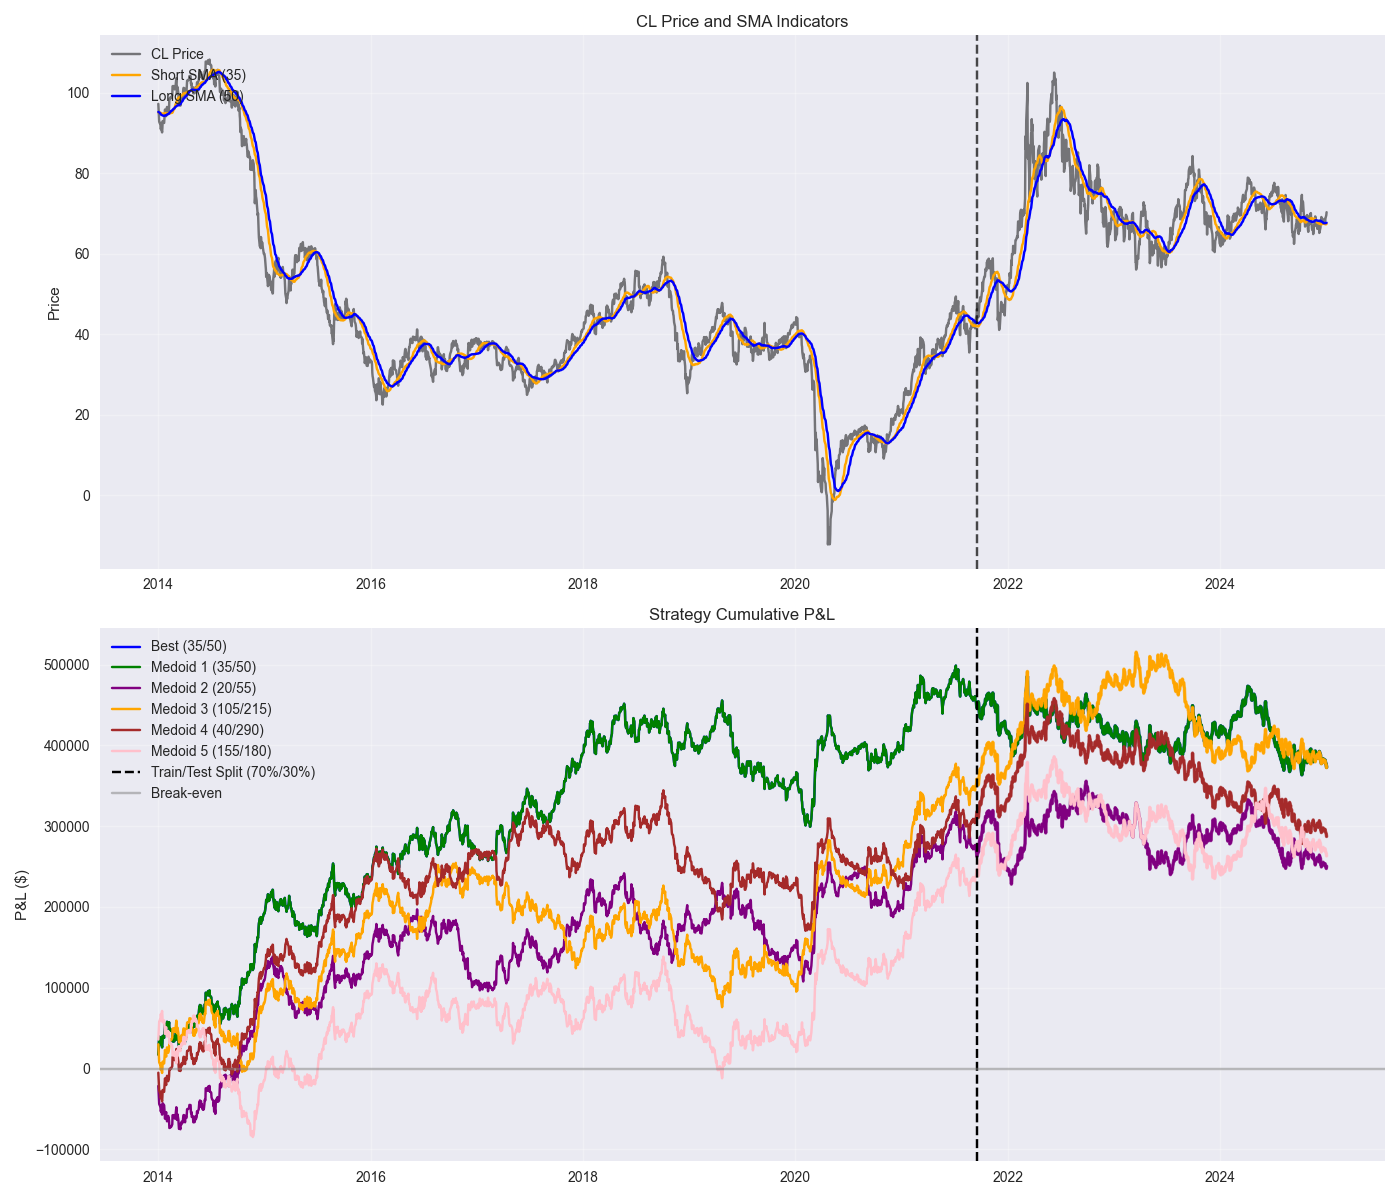 CL Price and SMA Indicators
CL Price
Short SMA (35)
Long SMA (50)
100
80
60
40
20
0
Price
2014 2016 2018 2020 2022 2024
Strategy Cumulative P&L
Best (35/50)
Medoid 1 (35/50)
Medoid 2 (20/55)
Medoid 3 (105/215)
Medoid 4 (40/290)
Medoid 5 (155/180)
Train/Test Split (70%/30%)
Break-even
500000
400000
300000
200000
100000
0
−100000
P&L ($)
2014 2016 2018 2020 2022 2024